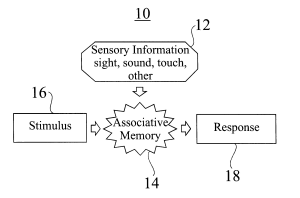 10
12
Sensory Information
sight, sound, touch,
other
16
Stimulus
Associative
Memory
Response
14
18